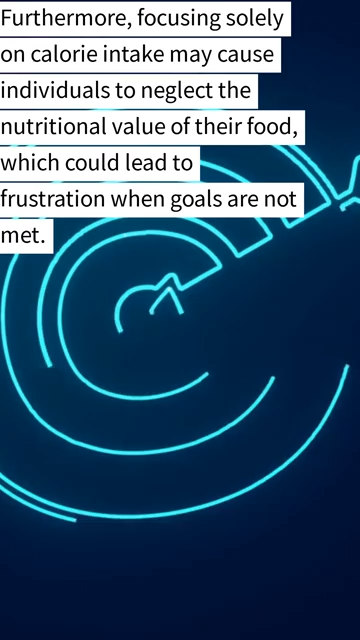 Furthermore, focusing solely
on calorie intake may cause
individuals to neglect the
nutritional value of their food,
which could lead to
frustration when goals are not
met.